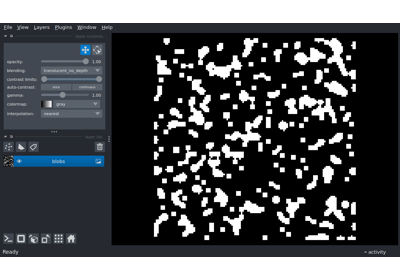 File View Layers Plugins Window Help
opacity: 1.00
blending: translucent_no_depth
contrast limits:
auto-contrast: once continuous
gamma: 1.00
colormap: gray
interpolation: nearest
blobs
Ready activity